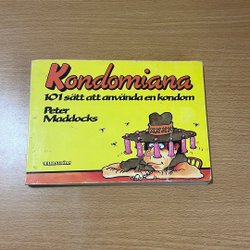 Kondomiana
101 sätt att använda en kondom
Peter
Maddocks